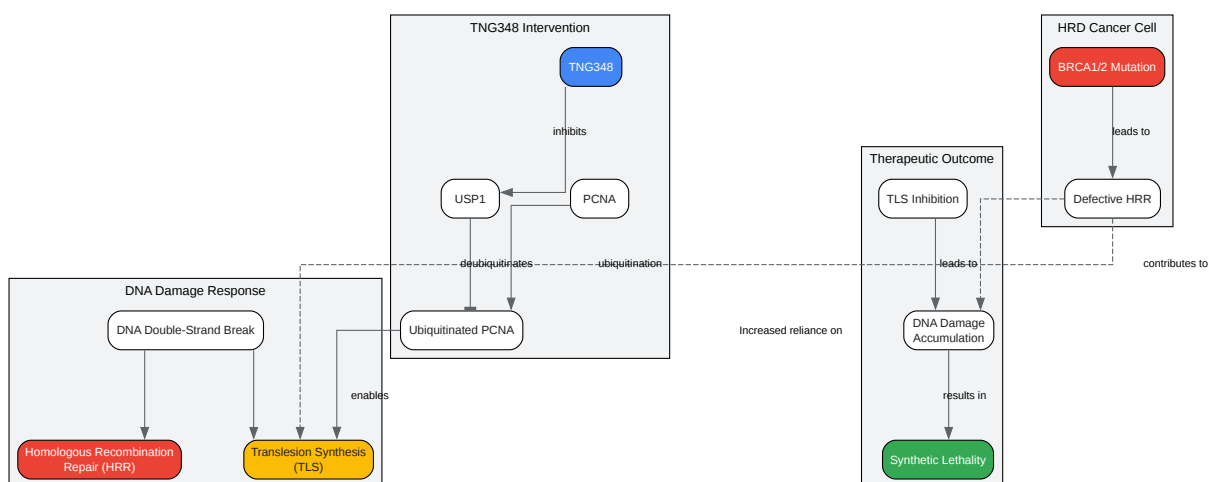 TNG348 Intervention
HRD Cancer Cell
TNG348
BRCA1/2 Mutation
inhibits
leads to
Therapeutic Outcome
USP1
PCNA
TLS Inhibition
Defective HRR
deubiquitinates
ubiquitination
leads to
contributes to
DNA Damage Response
DNA Double-Strand Break
Ubiquitinated PCNA
Increased reliance on
DNA Damage
Accumulation
enables
results in
Homologous Recombination
Repair (HRR)
Translesion Synthesis
(TLS)
Synthetic Lethality